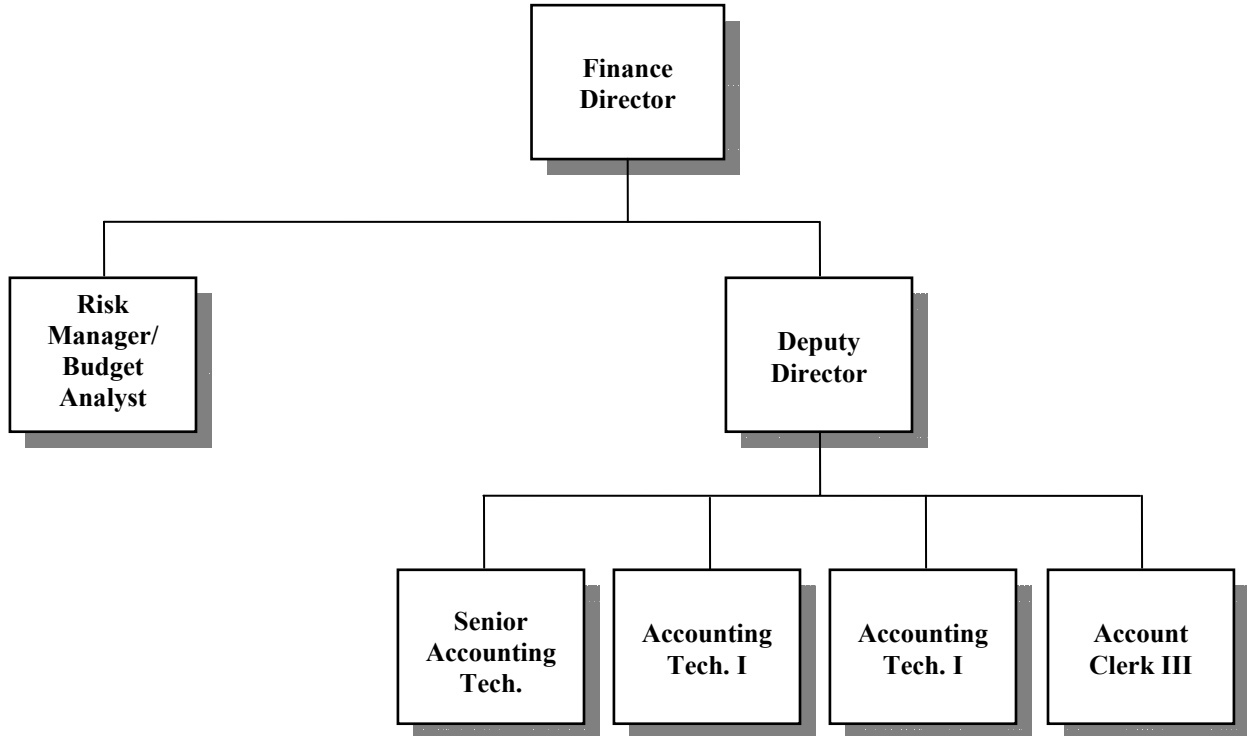 Finance
Director
Risk
Manager/
Budget
Analyst
Deputy
Director
Senior
Accounting
Tech.
Accounting
Tech. I
Accounting
Tech. I
Account
Clerk III